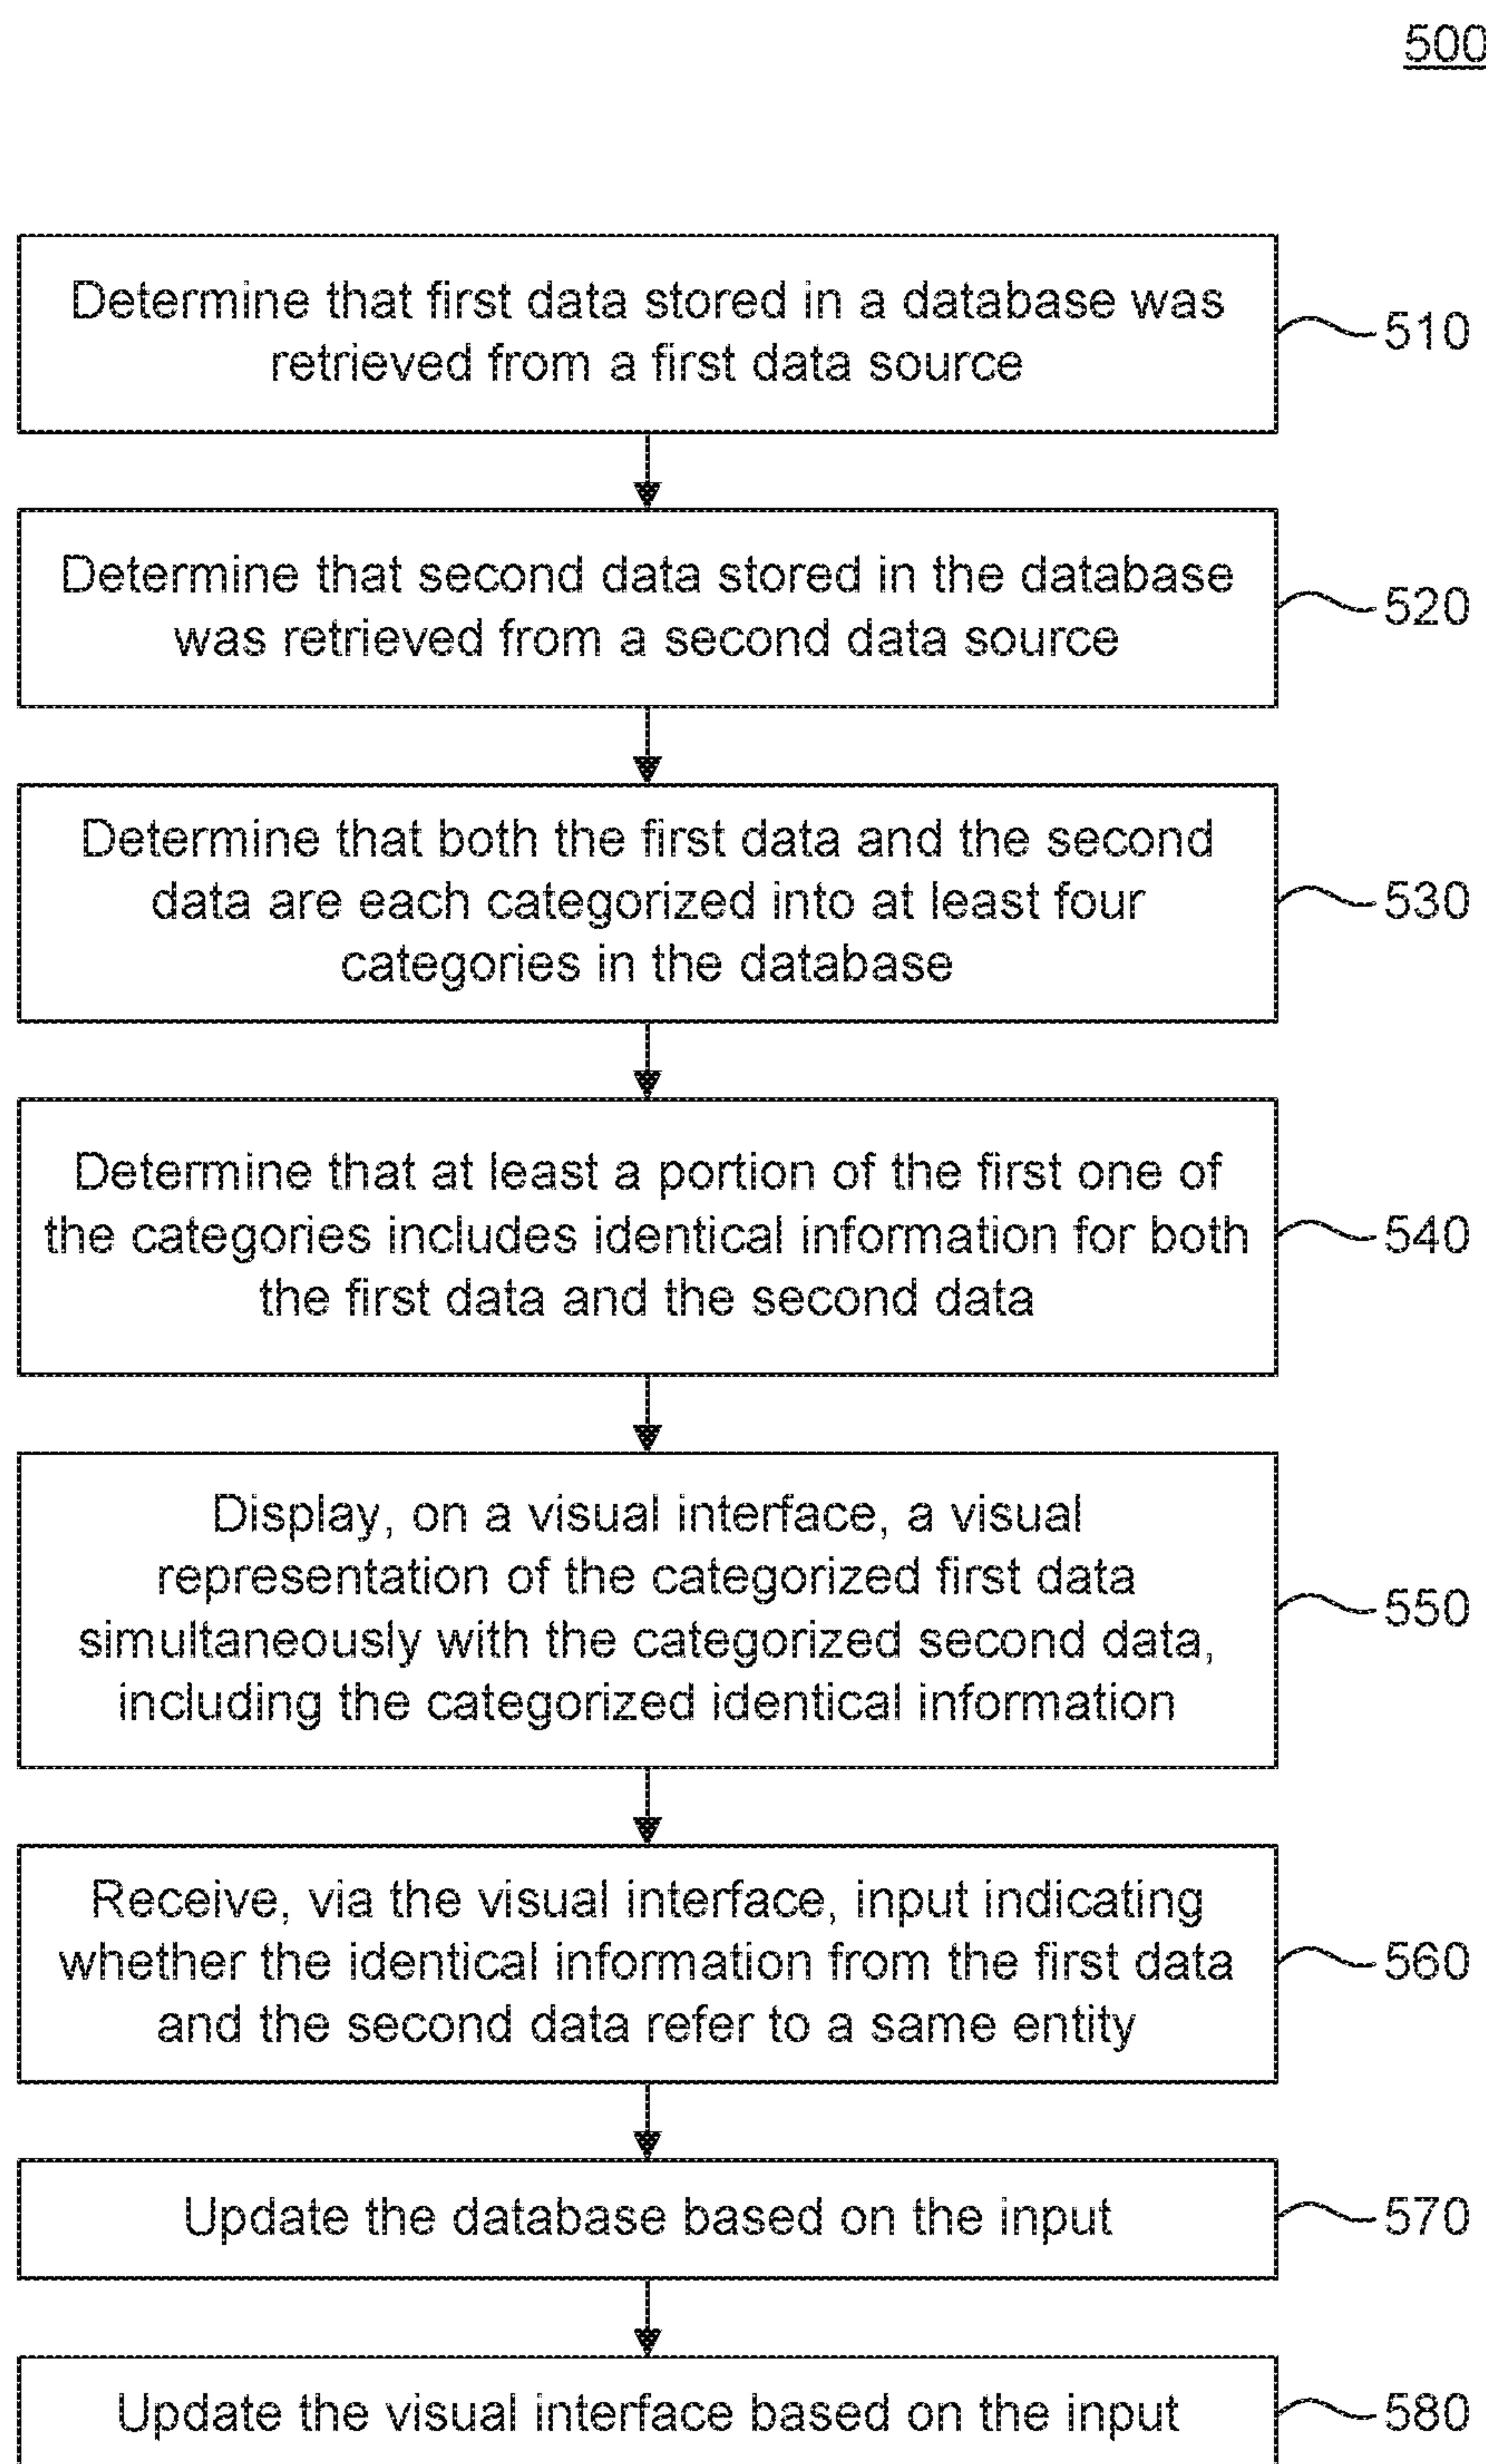 500
Determine that first data stored in a database was
retrieved from a first data source
510
Determine that second data stored in the database
was retrieved from a second data source
520
Determine that both the first data and the second
data are each categorized into at least four
categories in the database
530
Determine that at least a portion of the first one of
the categories includes identical information for both
the first data and the second data
540
Display, on a visual interface, a visual
representation of the categorized first data
simultaneously with the categorized second data,
including the categorized identical information
550
Receive, via the visual interface, input indicating
whether the identical information from the first data
and the second data refer to a same entity
560
Update the database based on the input
570
Update the visual interface based on the input
580